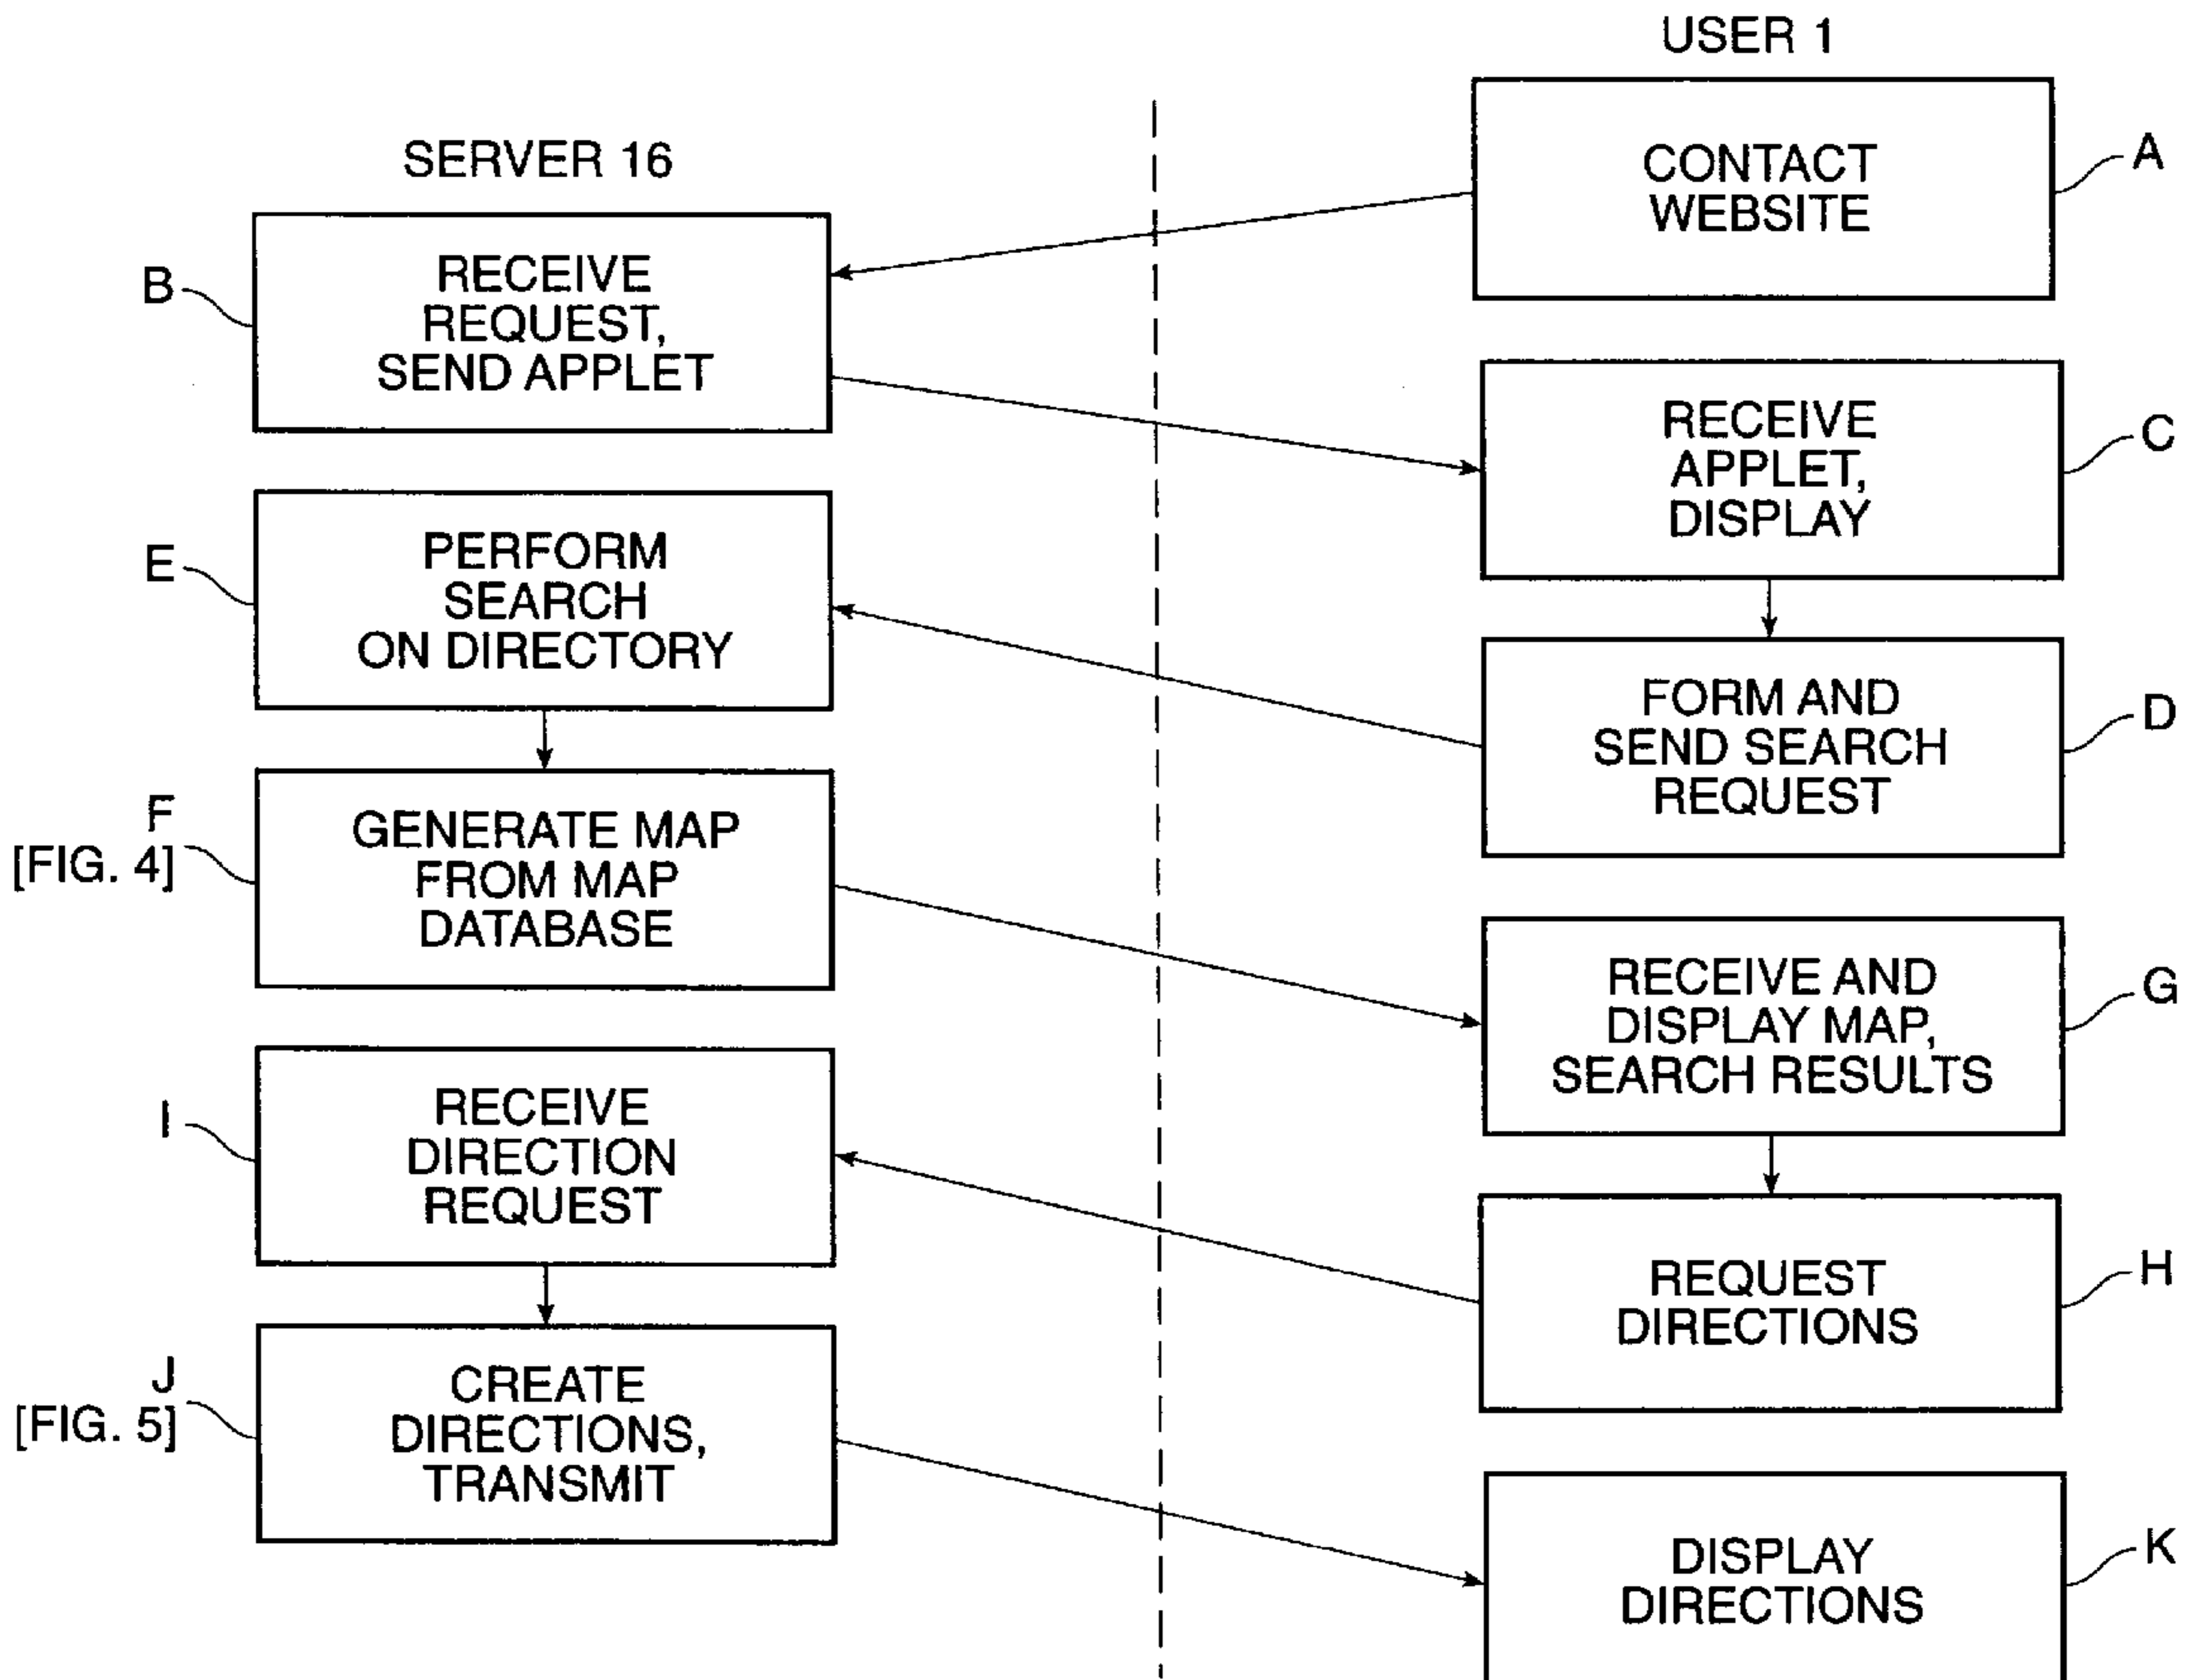 USER 1
CONTACT
WEBSITE
A
SERVER 16
B
RECEIVE
REQUEST,
SEND APPLET
RECEIVE
APPLET,
DISPLAY
C
FORM AND
SEND SEARCH
REQUEST
D
E
PERFORM
SEARCH
ON DIRECTORY
F
[FIG. 4]
GENERATE MAP
FROM MAP
DATABASE
RECEIVE AND
DISPLAY MAP,
SEARCH RESULTS
G
REQUEST
DIRECTIONS
H
I
RECEIVE
DIRECTION
REQUEST
J
[FIG. 5]
CREATE
DIRECTIONS,
TRANSMIT
DISPLAY
DIRECTIONS
K